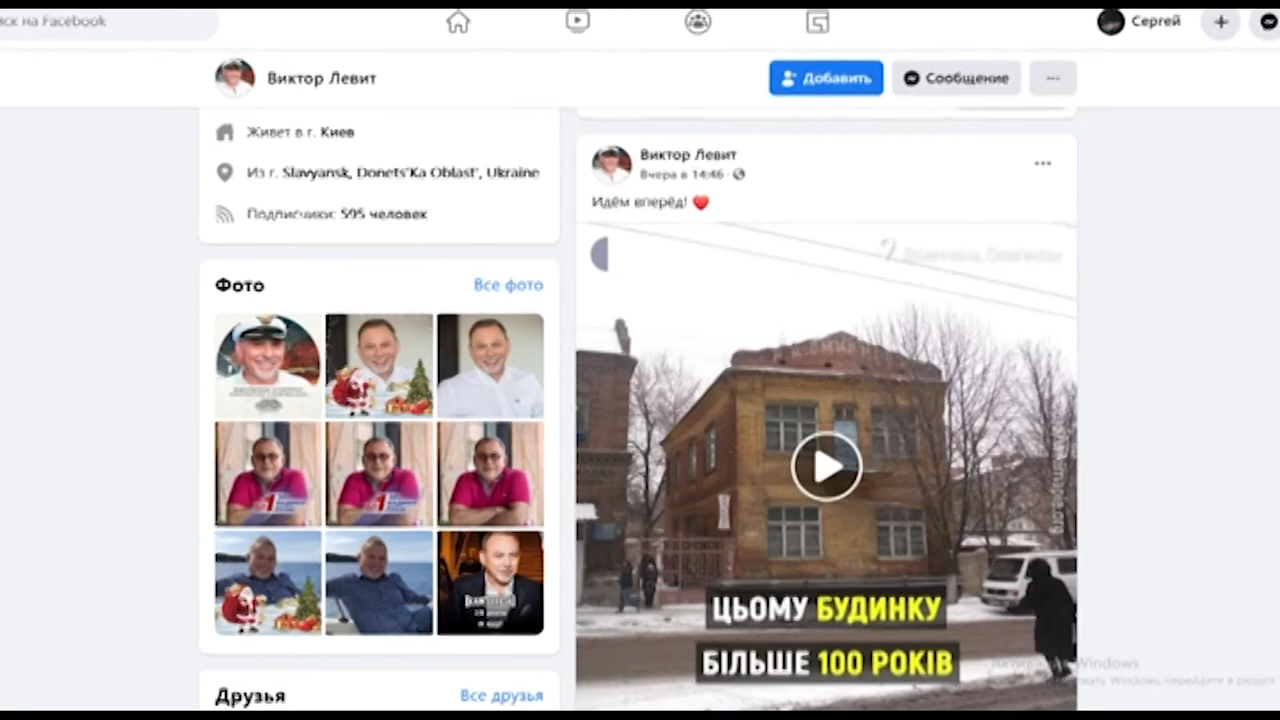 ск на Facebook
Сергей
Виктор Левит
Добавить
Сообщение
Живет в г. Киев
Из г. Slavyansk, Donets'Ka Oblast', Ukraine
Подписчики: 595 человек
Фото
Все фото
Друзья
Все друзья
Виктор Левит
Вчера в 14:46
Идём вперёд!
ЦЬОМУ БУДИНКУ
БІЛЬШЕ 100 РОКІВ
Windows